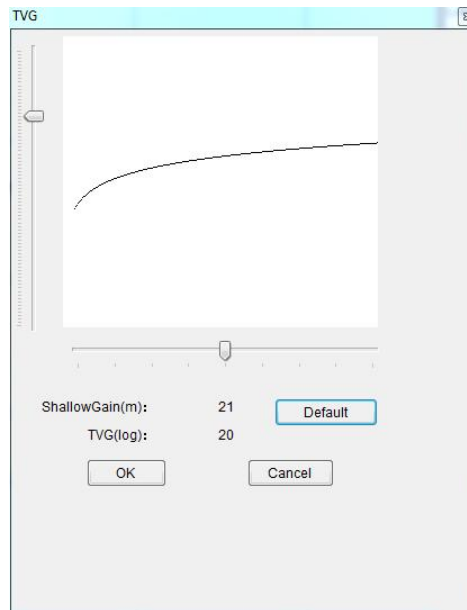 TVG
ShallowGain(m): 21
Default
TVG(log): 20
OK
Cancel